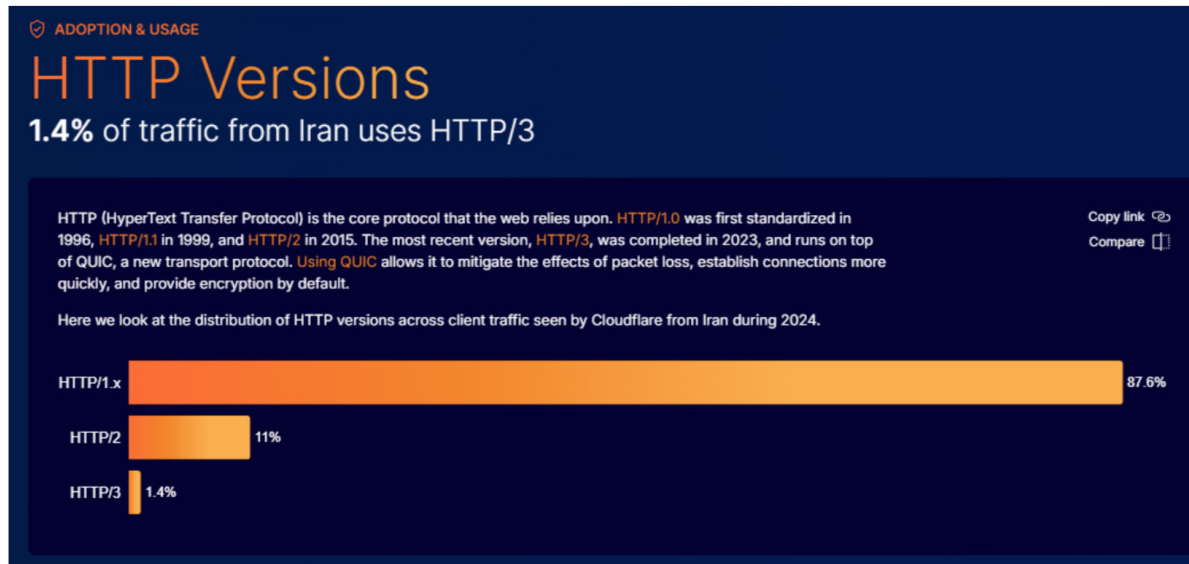 ADOPTION & USAGE
HTTP Versions
1.4% of traffic from Iran uses HTTP/3
HTTP (HyperText Transfer Protocol) is the core protocol that the web relies upon. HTTP/1.0 was first standardized in
1996, HTTP/1.1 in 1999, and HTTP/2 in 2015. The most recent version, HTTP/3, was completed in 2023, and runs on top
of QUIC, a new transport protocol. Using QUIC allows it to mitigate the effects of packet loss, establish connections more
quickly, and provide encryption by default.
Copy link
Compare
Here we look at the distribution of HTTP versions across client traffic seen by Cloudflare from Iran during 2024.
HTTP/1.x 87.6%
HTTP/2 11%
HTTP/3 1.4%